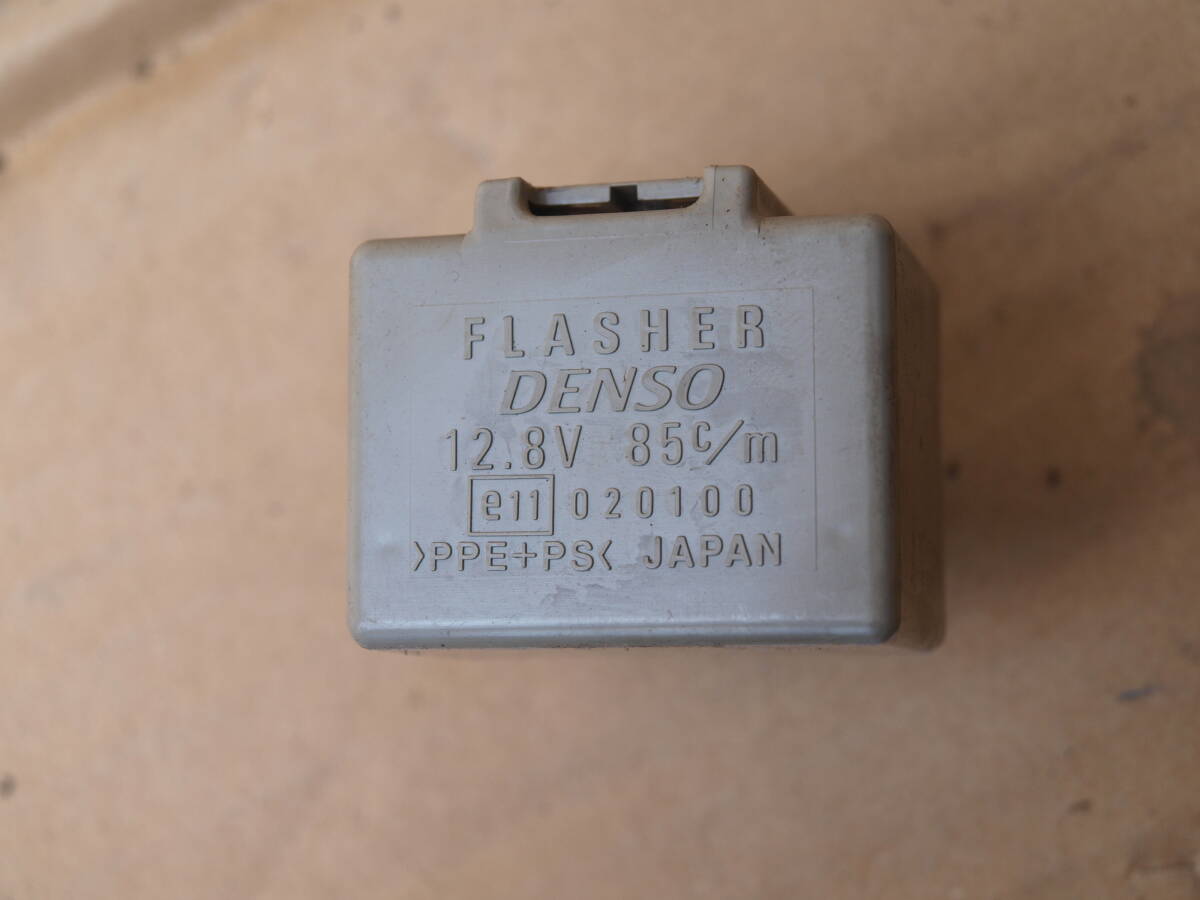 FLASHER
DENSO
12.8V 85c/m
e11 020100
>PPE+PS< JAPAN